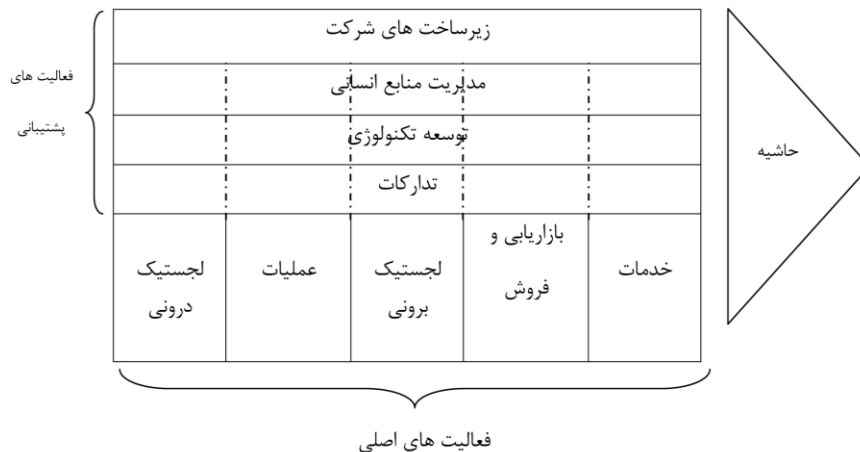 زیرساخت های شرکت
مدیریت منابع انسانی
توسعه تکنولوژی
تدارکات
فعالیت های
پشتیبانی
حاشیه
لجستیک
درونی
عملیات
لجستیک
برونی
بازاریابی و
فروش
خدمات
فعالیت های اصلی